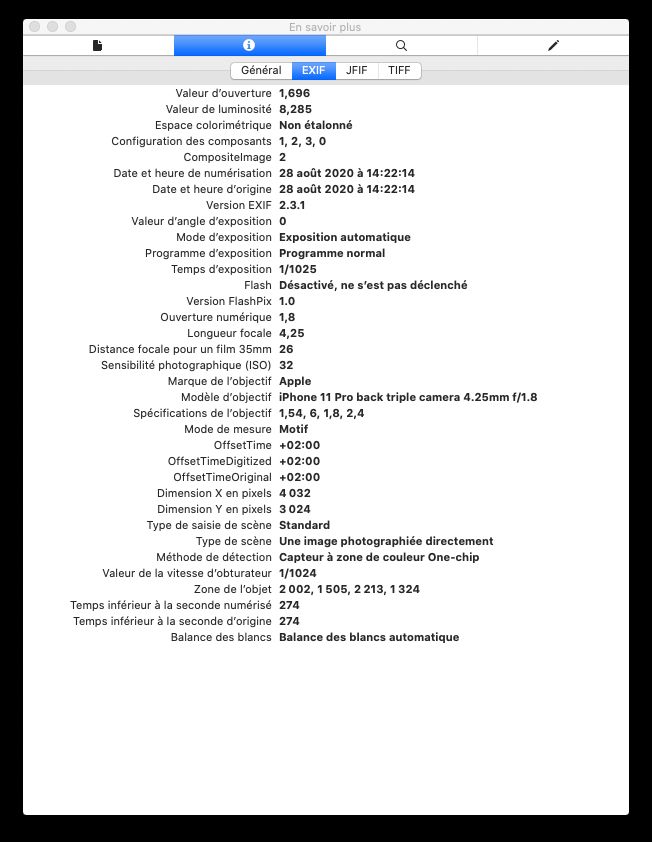 En savoir plus
Général EXIF JFIF TIFF
Valeur d'ouverture 1,696
Valeur de luminosité 8,285
Espace colorimétrique Non étalonné
Configuration des composants 1, 2, 3, 0
CompositeImage 2
Date et heure de numérisation 28 août 2020 à 14:22:14
Date et heure d'origine 28 août 2020 à 14:22:14
Version EXIF 2.3.1
Valeur d'angle d'exposition 0
Mode d'exposition Exposition automatique
Programme d'exposition Programme normal
Temps d'exposition 1/1025
Flash Désactivé, ne s'est pas déclenché
Version FlashPix 1.0
Ouverture numérique 1,8
Longueur focale 4,25
Distance focale pour un film 35mm 26
Sensibilité photographique (ISO) 32
Marque de l'objectif Apple
Modèle d'objectif iPhone 11 Pro back triple camera 4.25mm f/1.8
Spécifications de l'objectif 1,54, 6, 1,8, 2,4
Mode de mesure Motif
OffsetTime +02:00
OffsetTimeDigitized +02:00
OffsetTimeOriginal +02:00
Dimension X en pixels 4 032
Dimension Y en pixels 3 024
Type de saisie de scène Standard
Type de scène Une image photographiée directement
Méthode de détection Capteur à zone de couleur One-chip
Valeur de la vitesse d'obturateur 1/1024
Zone de l'objet 2 002, 1 505, 2 213, 1 324
Temps inférieur à la seconde numérisé 274
Temps inférieur à la seconde d'origine 274
Balance des blancs Balance des blancs automatique